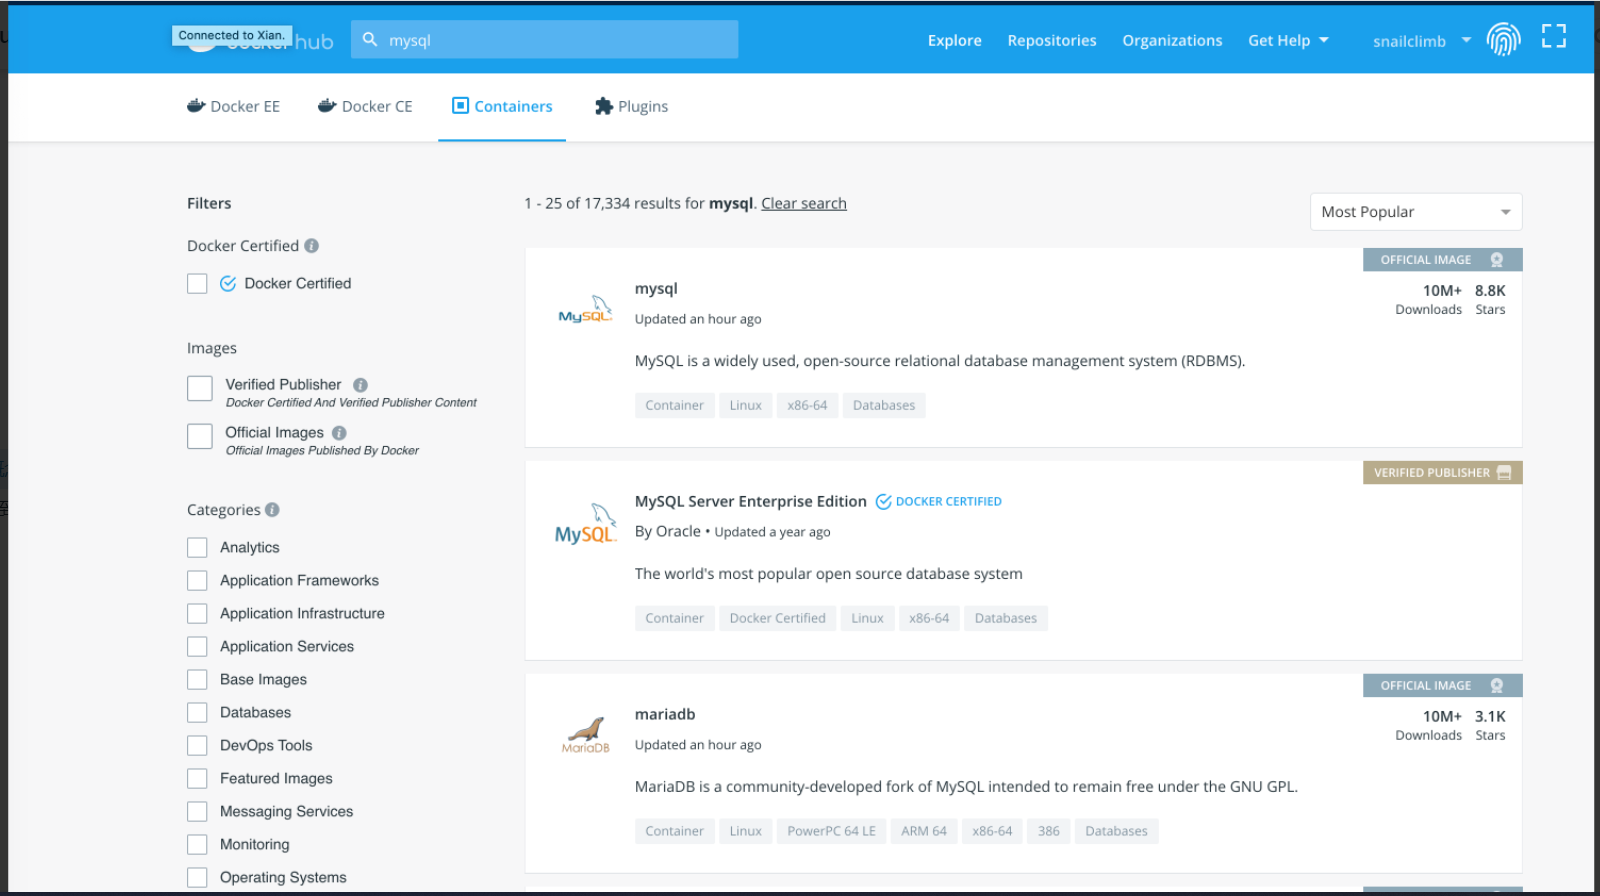 Connected to Xian.
docker hub
mysql
Explore
Repositories
Organizations
Get Help
snailclimb
Docker EE
Docker CE
Containers
Plugins
Filters
Docker Certified
Docker Certified
Images
Verified Publisher
Docker Certified And Verified Publisher Content
Official Images
Official Images Published By Docker
Categories
Analytics
Application Frameworks
Application Infrastructure
Application Services
Base Images
Databases
DevOps Tools
Featured Images
Messaging Services
Monitoring
Operating Systems
1 - 25 of 17,334 results for mysql. Clear search
Most Popular
OFFICIAL IMAGE
MySQL
mysql
Updated an hour ago
10M+ 8.8K
Downloads Stars
MySQL is a widely used, open-source relational database management system (RDBMS).
Container Linux x86-64 Databases
VERIFIED PUBLISHER
MySQL
MySQL Server Enterprise Edition DOCKER CERTIFIED
By Oracle • Updated a year ago
The world's most popular open source database system
Container Docker Certified Linux x86-64 Databases
OFFICIAL IMAGE
MariaDB
mariadb
Updated an hour ago
10M+ 3.1K
Downloads Stars
MariaDB is a community-developed fork of MySQL intended to remain free under the GNU GPL.
Container Linux PowerPC 64 LE ARM 64 x86-64 386 Databases